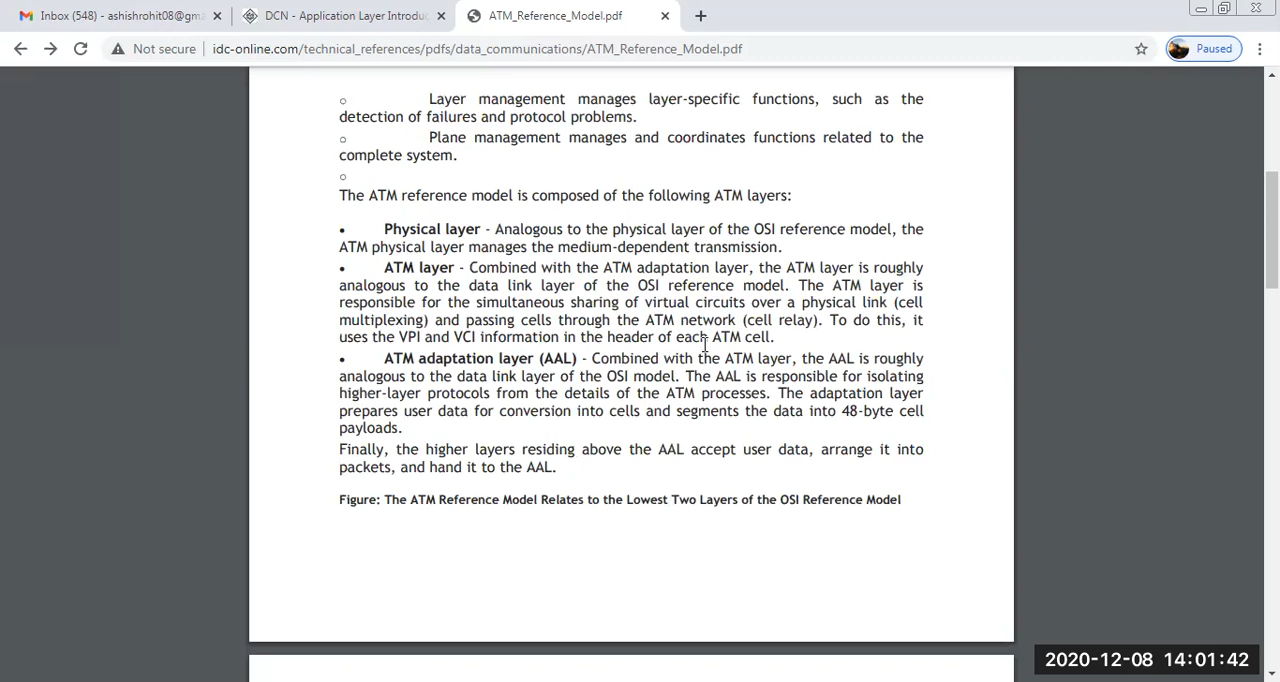 Inbox (548) - ashishrohit08@gma
DCN - Application Layer Introduc
ATM_Reference_Model.pdf
Not secure
idc-online.com/technical_references/pdfs/data_communications/ATM_Reference_Model.pdf
Paused
○ Layer management manages layer-specific functions, such as the
detection of failures and protocol problems.
○ Plane management manages and coordinates functions related to the
complete system.
○
The ATM reference model is composed of the following ATM layers:
• Physical layer - Analogous to the physical layer of the OSI reference model, the
ATM physical layer manages the medium-dependent transmission.
• ATM layer - Combined with the ATM adaptation layer, the ATM layer is roughly
analogous to the data link layer of the OSI reference model. The ATM layer is
responsible for the simultaneous sharing of virtual circuits over a physical link (cell
multiplexing) and passing cells through the ATM network (cell relay). To do this, it
uses the VPI and VCI information in the header of each ATM cell.
• ATM adaptation layer (AAL) - Combined with the ATM layer, the AAL is roughly
analogous to the data link layer of the OSI model. The AAL is responsible for isolating
higher-layer protocols from the details of the ATM processes. The adaptation layer
prepares user data for conversion into cells and segments the data into 48-byte cell
payloads.
Finally, the higher layers residing above the AAL accept user data, arrange it into
packets, and hand it to the AAL.
Figure: The ATM Reference Model Relates to the Lowest Two Layers of the OSI Reference Model
2020-12-08 14:01:42